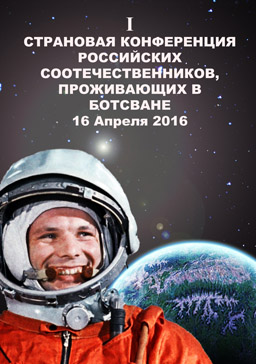 I
СТРАНОВАЯ КОНФЕРЕНЦИЯ
РОССИЙСКИХ
СООТЕЧЕСТВЕННИКОВ,
ПРОЖИВАЮЩИХ В
БОТСВАНЕ
16 Апреля 2016